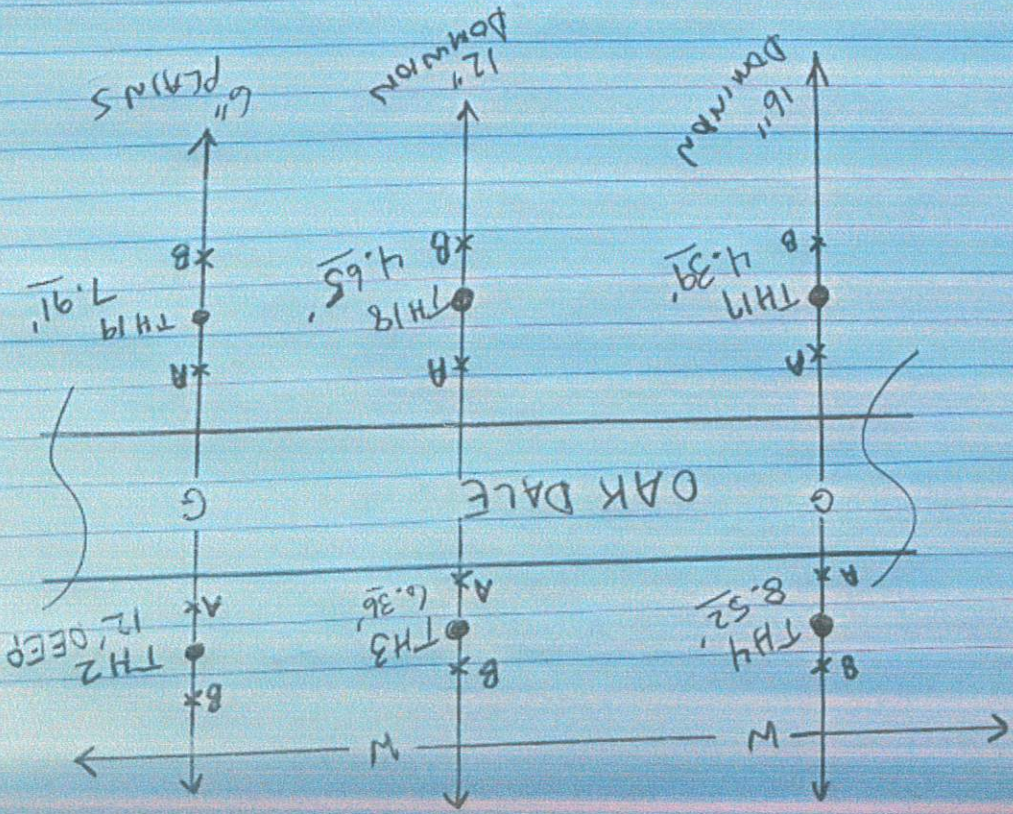 W W
B B B
TH4 TH3 TH2
8.52' 6.36' 12' DEEP
A A A
G OAK DALE G
A A A
TH17 TH18 TH19
4.39' 4.65' 7.91'
B B B
16" 12" 6"
DOMINION DOMINION PLAINS